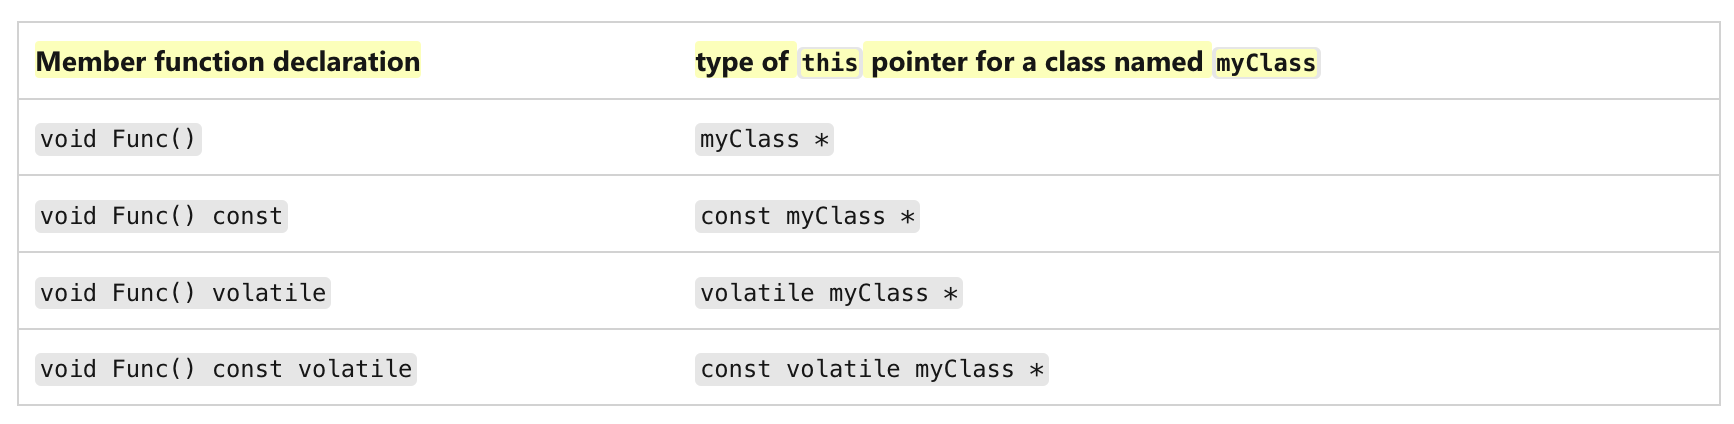 Member function declaration type of this pointer for a class named myClass
void Func() myClass *
void Func() const const myClass *
void Func() volatile volatile myClass *
void Func() const volatile const volatile myClass *